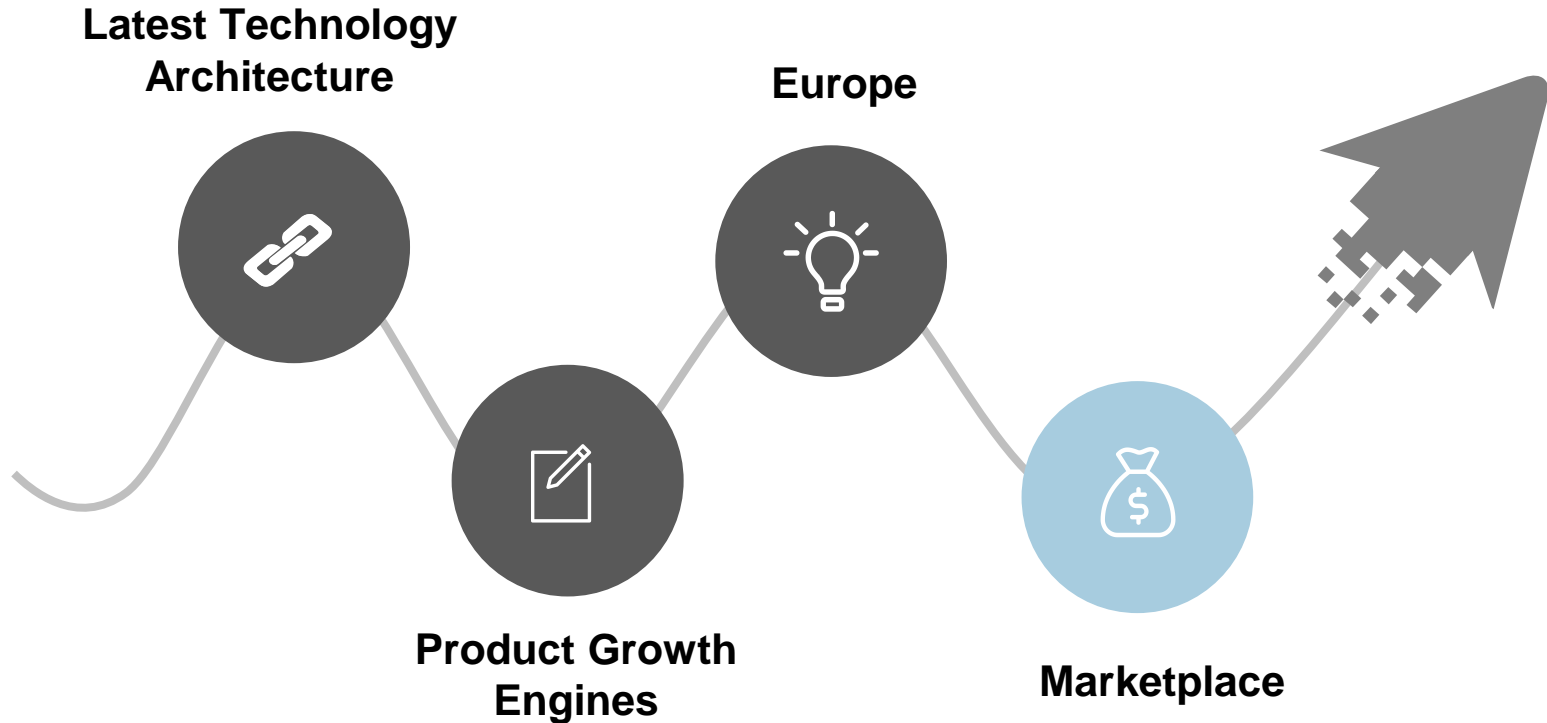 Latest Technology
Architecture
Europe
$
Product Growth
Engines
Marketplace